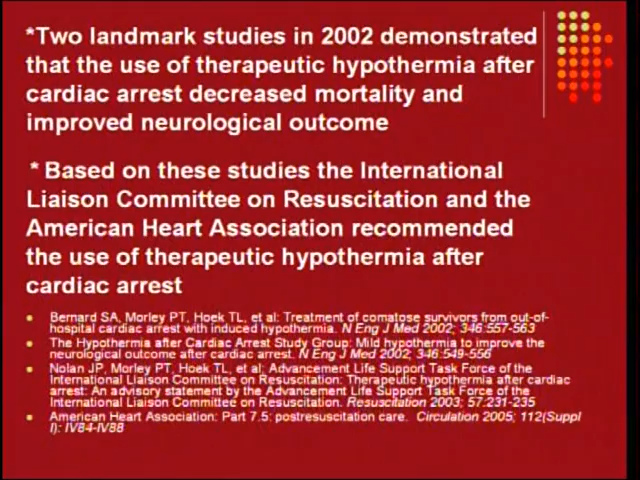 *Two landmark studies in 2002 demonstrated
that the use of therapeutic hypothermia after
cardiac arrest decreased mortality and
improved neurological outcome
* Based on these studies the International
Liaison Committee on Resuscitation and the
American Heart Association recommended
the use of therapeutic hypothermia after
cardiac arrest
Bernard SA, Morley PT, Hoek TL, et al: Treatment of comatose survivors from out-of-
hospital cardiac arrest with induced hypothermia. N Eng J Med 2002; 346:557-563
The Hypothermia after Cardiac Arrest Study Group: Mild hypothermia to improve the
neurological outcome after cardiac arrest. N Eng J Med 2002; 346:549-556
Nolan JP, Morley PT, Hoek TL, et al; Advancement Life Support Task Force of the
International Liaison Committee on Resuscitation: Therapeutic hypothermia after cardiac
arrest: An advisory statement by the Advancement Life Support Task Force of the
International Liaison Committee on Resuscitation. Resuscitation 2003; 57:231-235
American Heart Association: Part 7.5: postresuscitation care. Circulation 2005; 112(Suppl
I): IV84-IV88